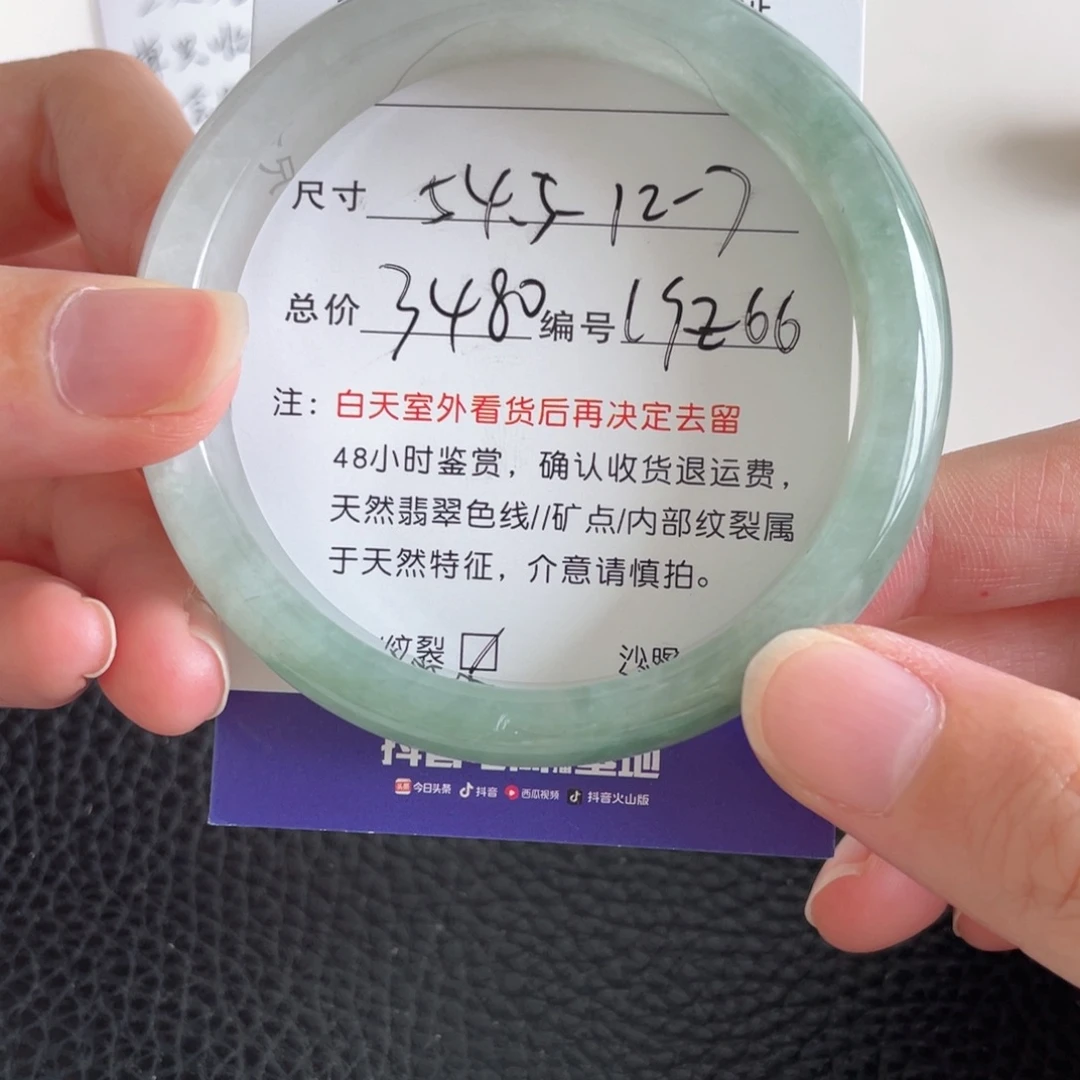 尺寸 54.5 12-7
总价 3480 编号 LSZ66
注：白天室外看货后再决定去留
48小时鉴赏，确认收货退运费，
天然翡翠色线//矿点/内部纹裂属
于天然特征，介意请慎拍。
纹裂
抖音
基地
今日头条 抖音 西瓜视频 抖音火山版